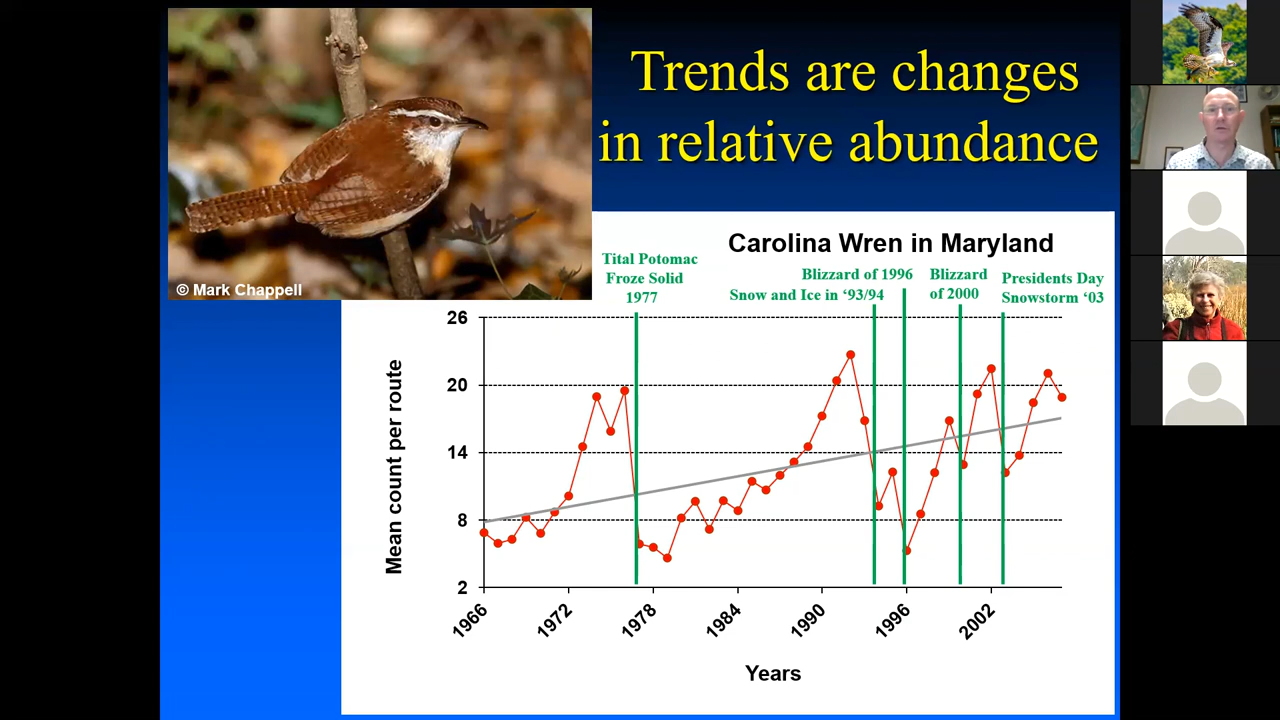 Trends are changes
in relative abundance
© Mark Chappell
Carolina Wren in Maryland
Tital Potomac
Froze Solid
1977
Blizzard of 1996
Snow and Ice in ‘93/94
Blizzard
of 2000
Presidents Day
Snowstorm ‘03
Mean count per route
26
20
14
8
2
1966
1972
1978
1984
1990
1996
2002
Years